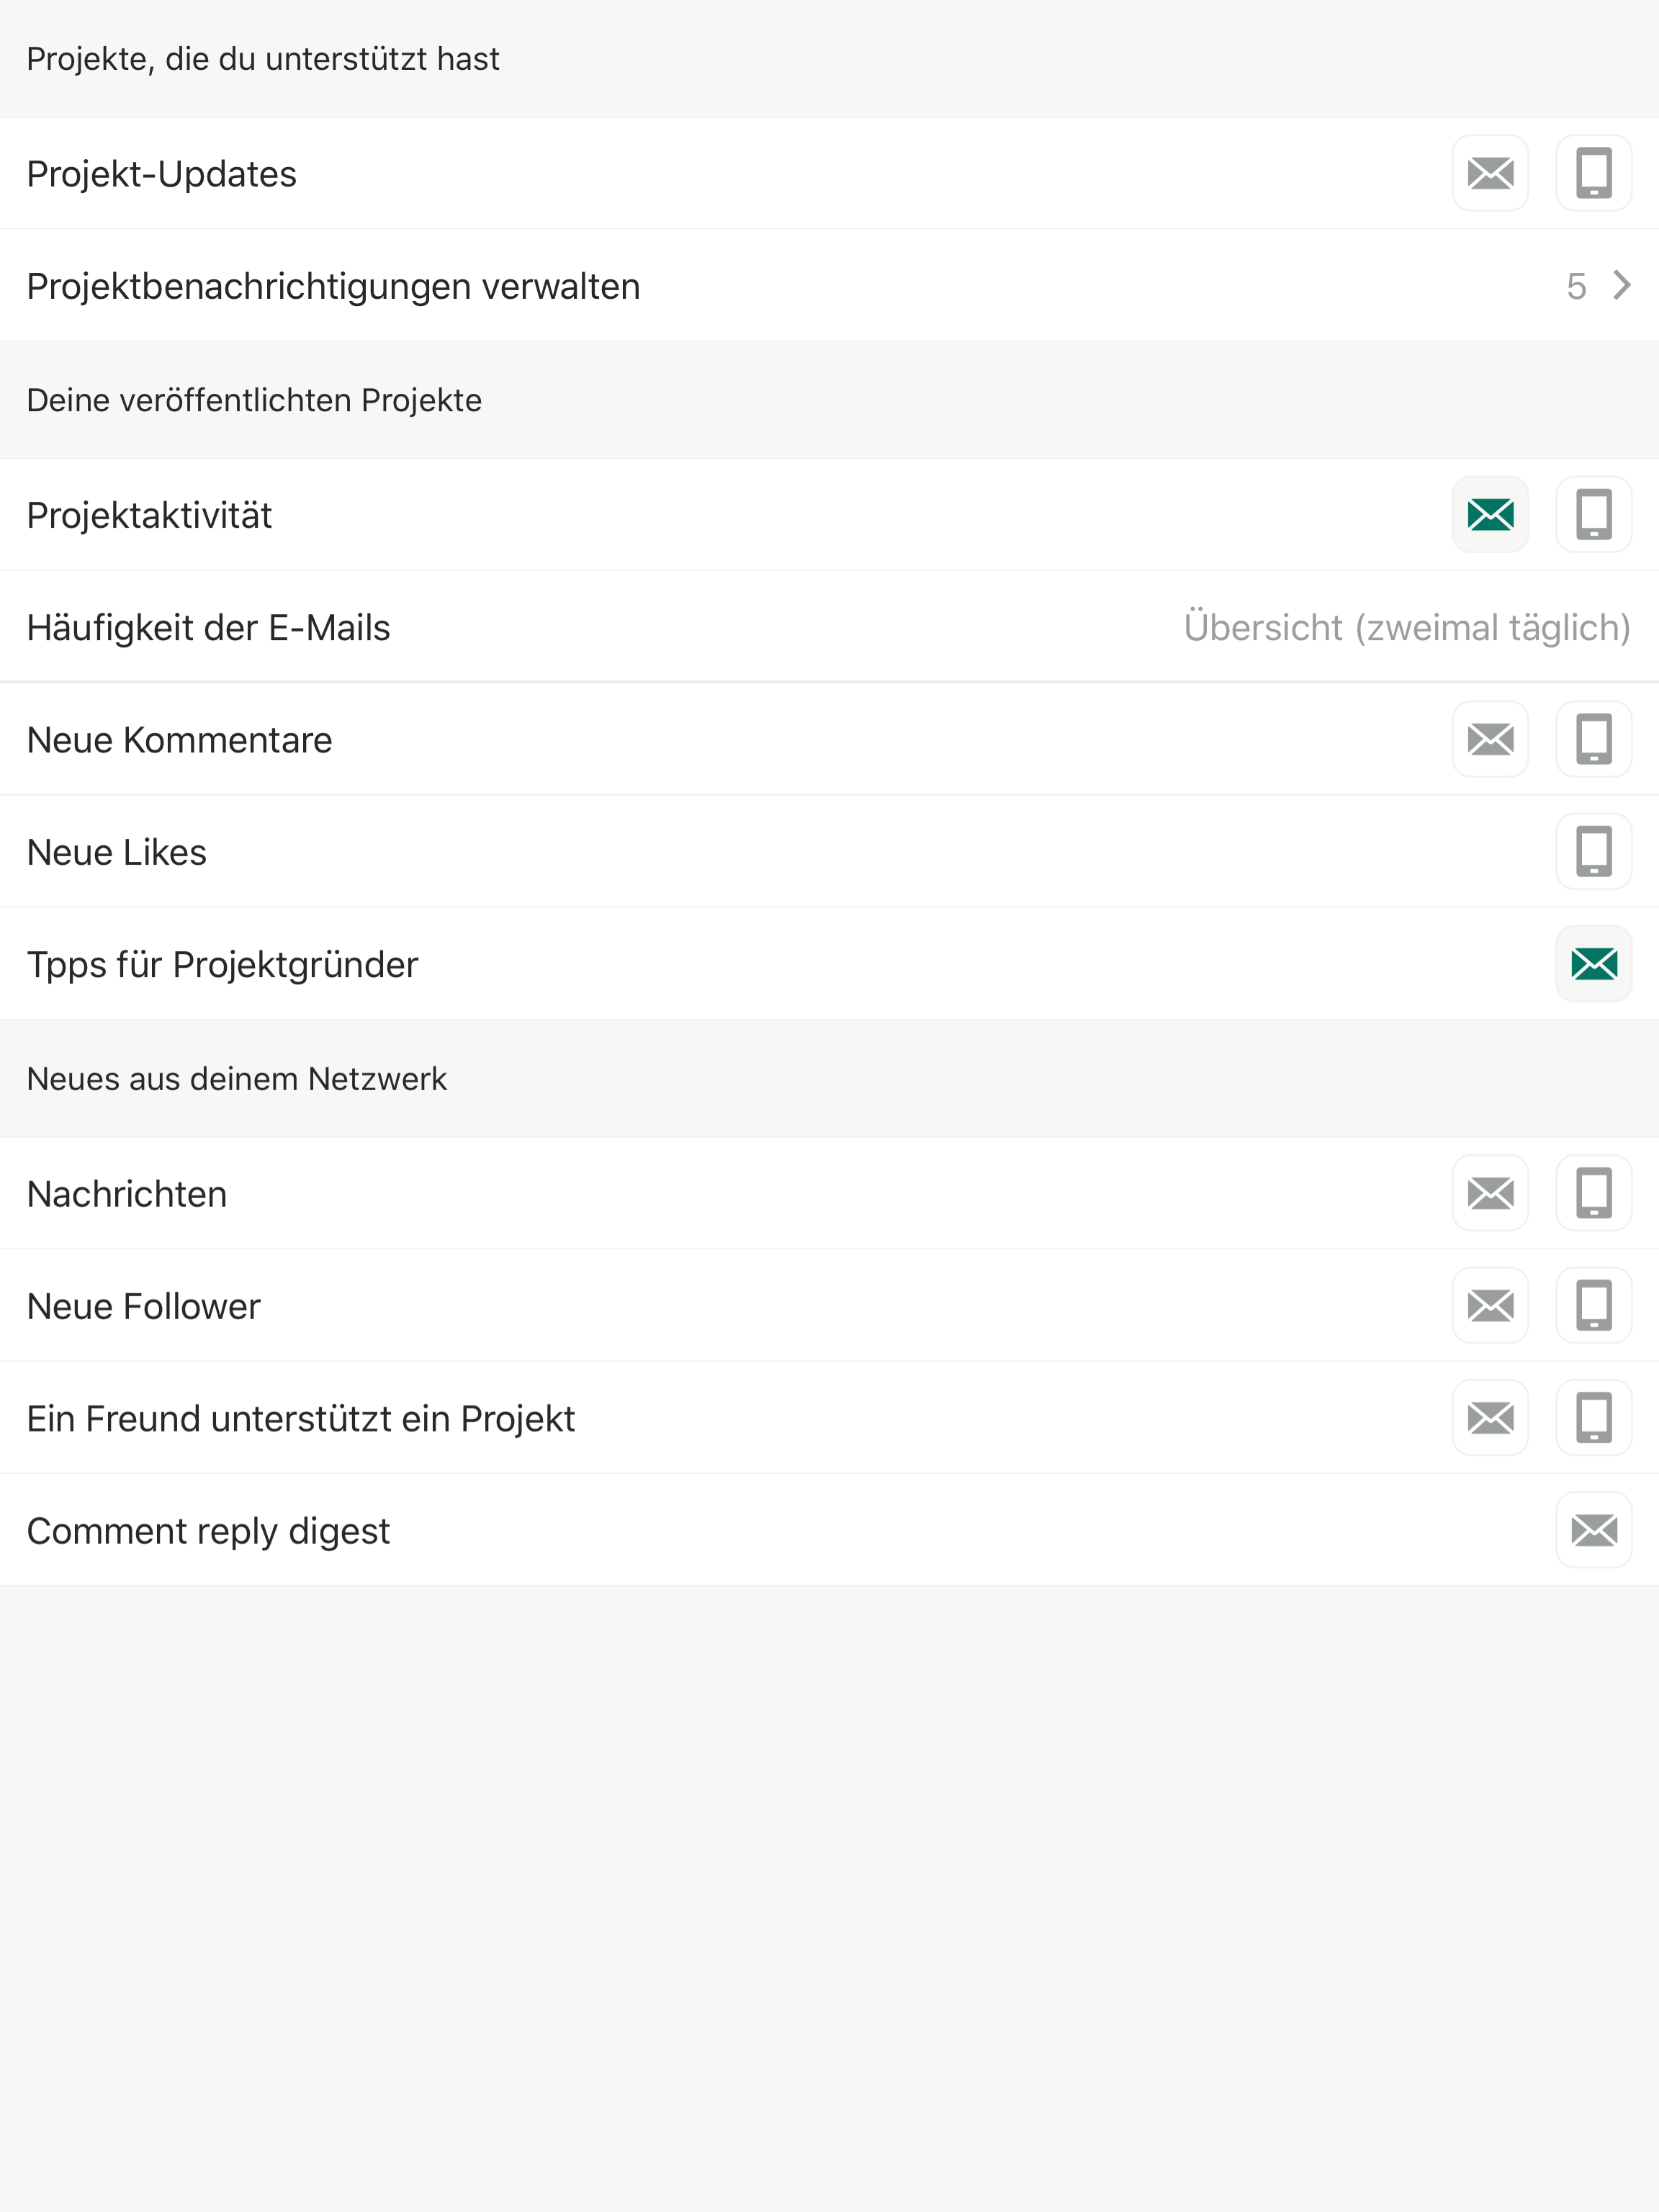 Projekte, die du unterstützt hast
Projekt-Updates
Projektbenachrichtigungen verwalten 5
Deine veröffentlichten Projekte
Projektaktivität
Häufigkeit der E-Mails Übersicht (zweimal täglich)
Neue Kommentare
Neue Likes
Tpps für Projektgründer
Neues aus deinem Netzwerk
Nachrichten
Neue Follower
Ein Freund unterstützt ein Projekt
Comment reply digest